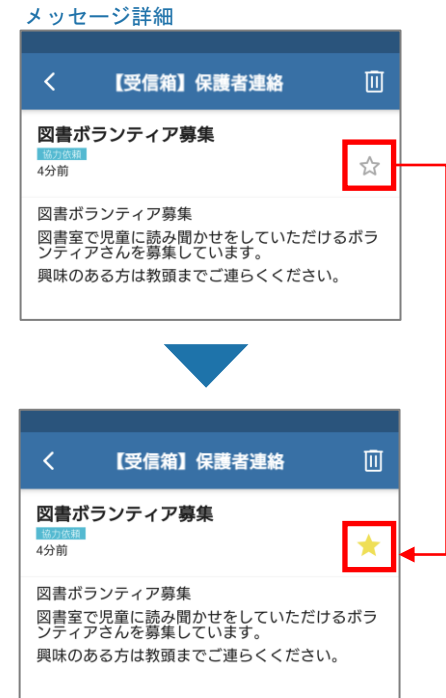 メッセージ詳細
【受信箱】保護者連絡
図書ボランティア募集
協力依頼
4分前
図書ボランティア募集
図書室で児童に読み聞かせをしていただけるボラ
ンティアさんを募集しています。
興味のある方は教頭までご連らくください。
【受信箱】保護者連絡
図書ボランティア募集
協力依頼
4分前
図書ボランティア募集
図書室で児童に読み聞かせをしていただけるボラ
ンティアさんを募集しています。
興味のある方は教頭までご連らくください。